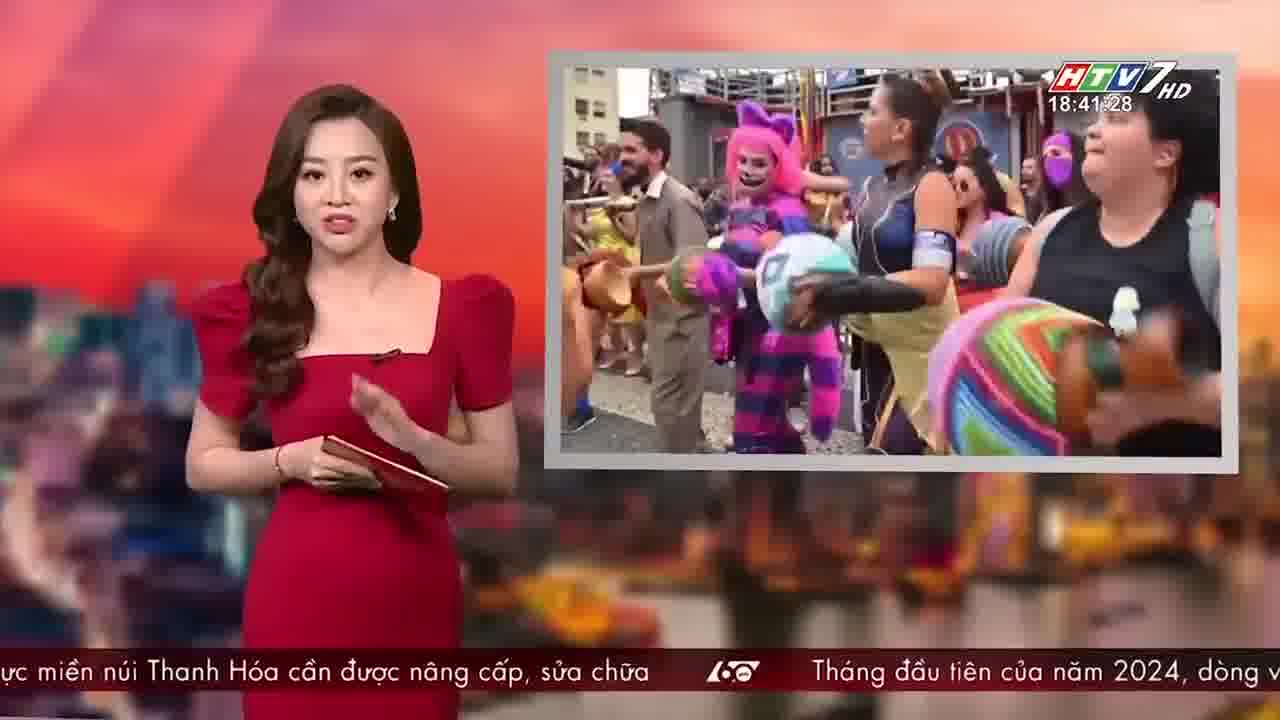 HTV7 HD
18:41:28
ực miền núi Thanh Hóa cần được nâng cấp, sửa chữa
60
Tháng đầu tiên của năm 2024, dòng v